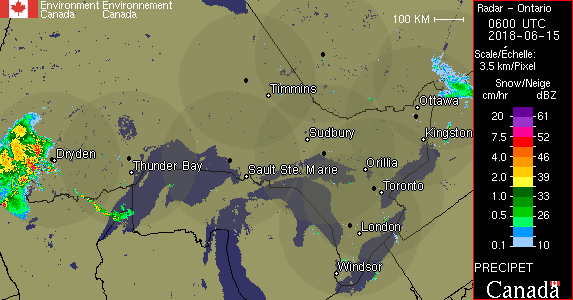 Environment Environnement
Canada Canada
100 KM
Timmins
Ottawa
Sudbury
Kingston
Dryden
Thunder Bay
Sault Ste. Marie
Orillia
Toronto
London
Windsor
Radar - Ontario
0600 UTC
2018-06-15
Scale/Échelle:
3.5 km/Pixel
Snow/Neige
cm/hr dBZ
20 61
7.5 52
4.0 46
2.0 39
1.0 33
0.5 26
0.1 10
PRECIPET
Canada